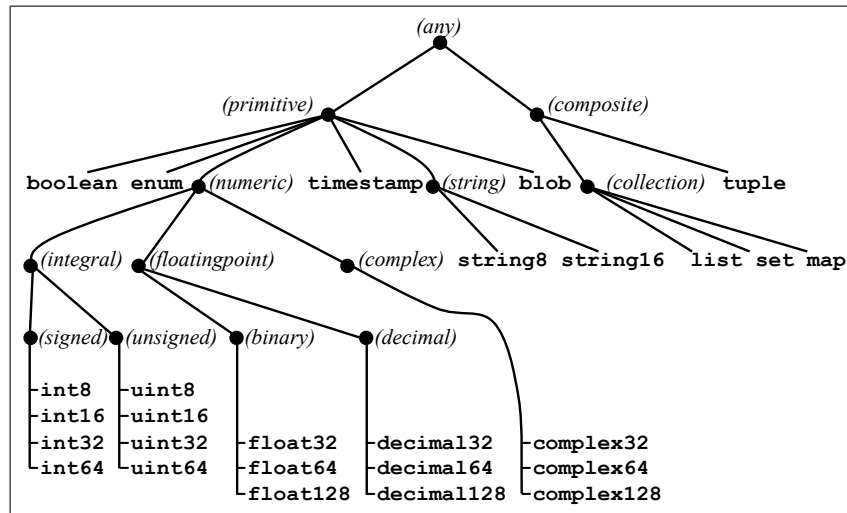 (any)
(primitive) (composite)
boolean enum (numeric) timestamp (string) blob (collection) tuple
(integral) (floatingpoint) (complex) string8 string16 list set map
(signed) (unsigned) (binary) (decimal)
int8 uint8
int16 uint16
int32 uint32 float32 decimal32 complex32
int64 uint64 float64 decimal64 complex64
float128 decimal128 complex128